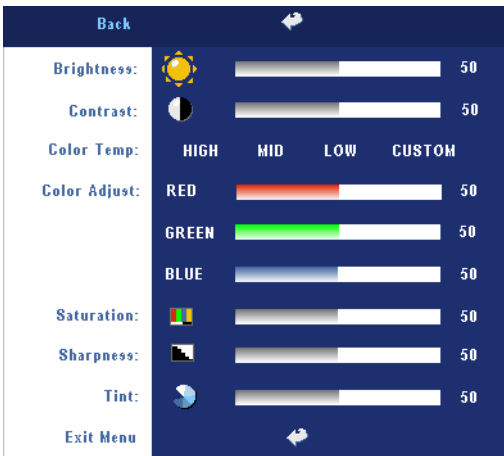 Back
Brightness: 50
Contrast: 50
Color Temp: HIGH MID LOW CUSTOM
Color Adjust: RED 50
GREEN 50
BLUE 50
Saturation: 50
Sharpness: 50
Tint: 50
Exit Menu